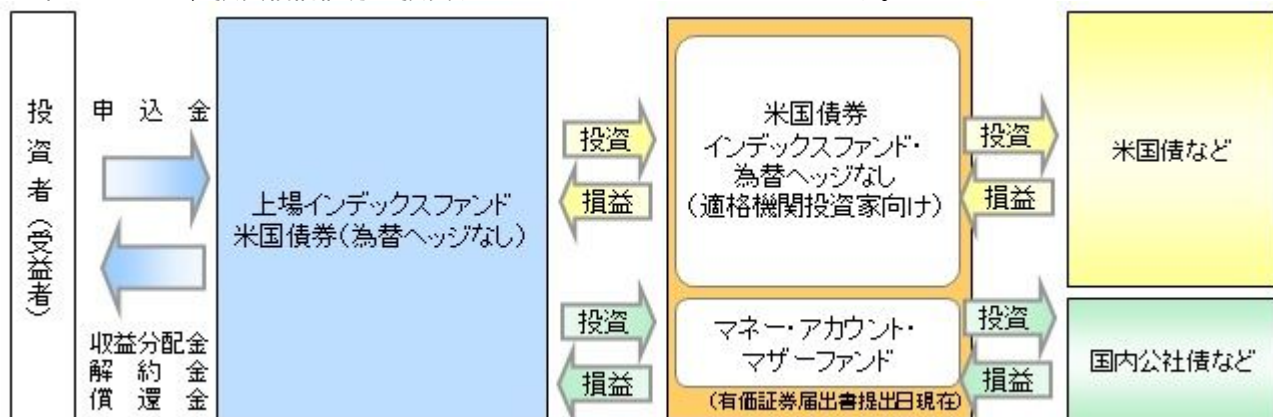 投資者(受益者)
申込金
収益分配金
解約金
償還金
上場インデックスファンド
米国債券(為替ヘッジなし)
投資
損益
投資
損益
米国債券
インデックスファンド・
為替ヘッジなし
(適格機関投資家向け)
マネー・アカウント・
マザーファンド
(有価証券届出書提出日現在)
投資
損益
投資
損益
米国債など
国内公社債など